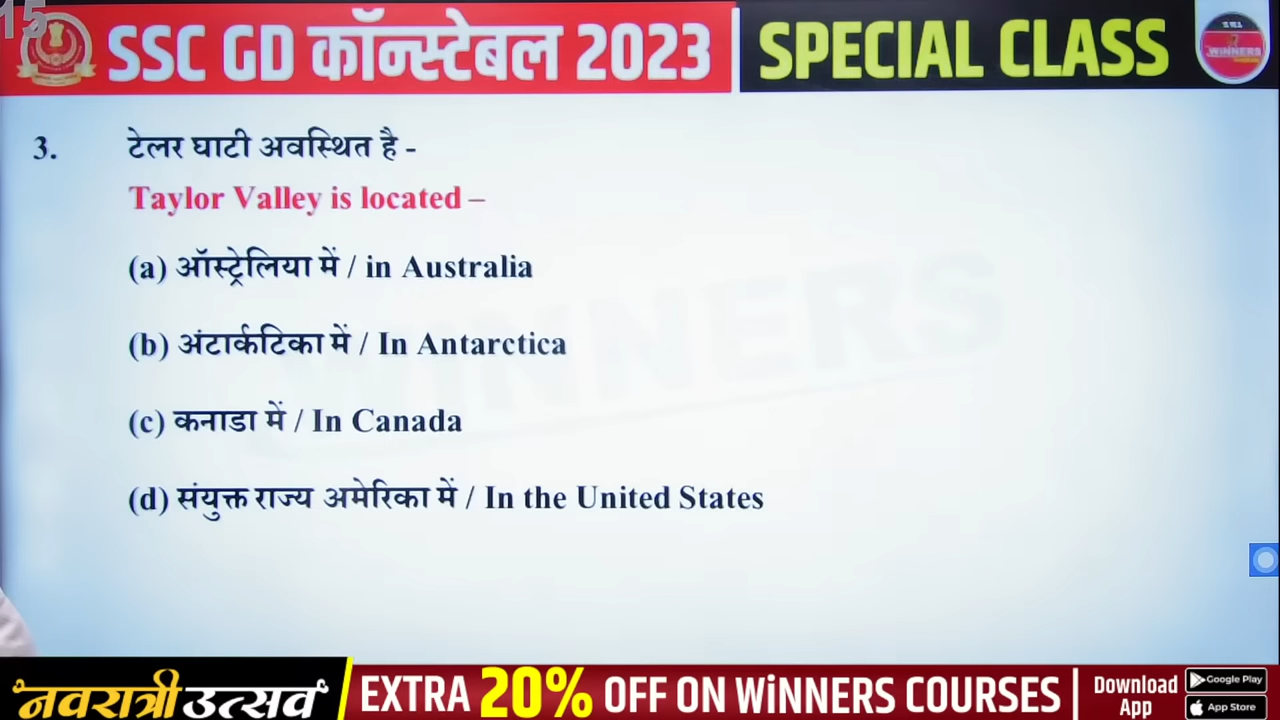 15
SSC GD कॉन्स्टेबल 2023
SPECIAL CLASS
WiNNERS
3. टेलर घाटी अवस्थित है -
Taylor Valley is located –
(a) ऑस्ट्रेलिया में / in Australia
(b) अंटार्कटिका में / In Antarctica
(c) कनाडा में / In Canada
(d) संयुक्त राज्य अमेरिका में / In the United States
WINNERS
नवरात्री उत्सव
EXTRA 20% OFF ON WiNNERS COURSES
Download App
Google Play
App Store